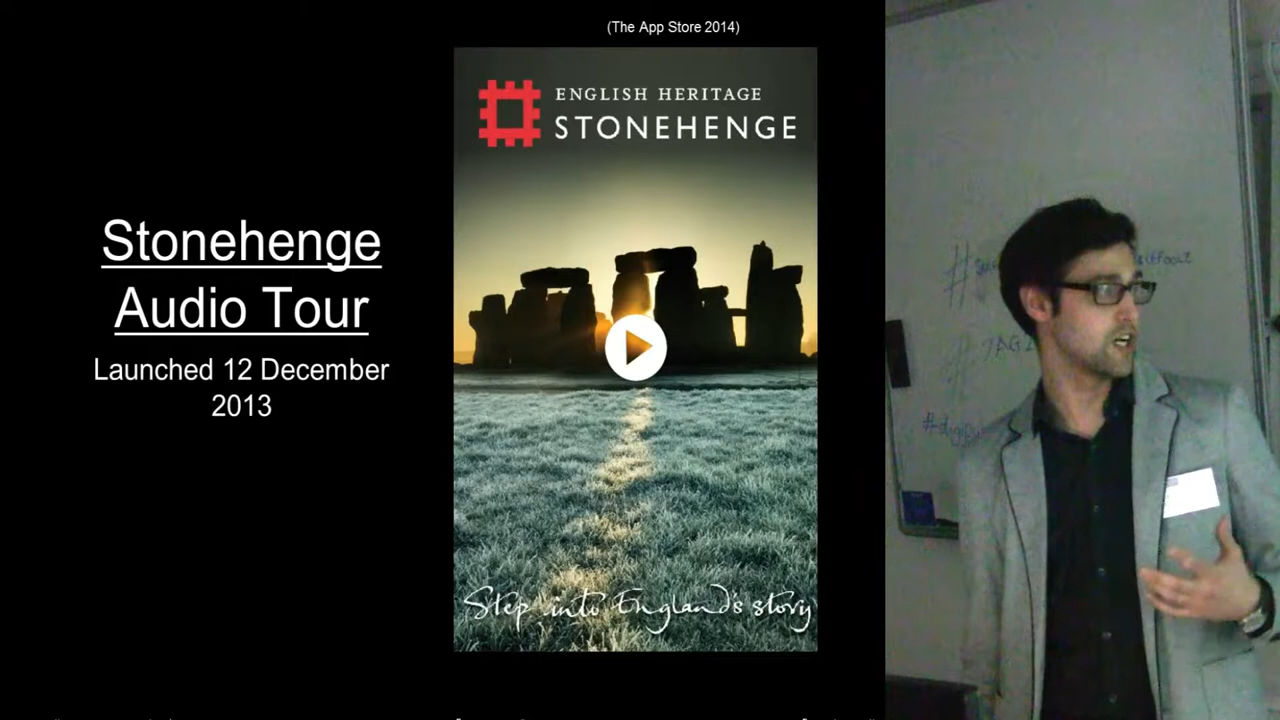 (The App Store 2014)
ENGLISH HERITAGE
STONEHENGE
Stonehenge
Audio Tour
Launched 12 December
2013
Step into England's story